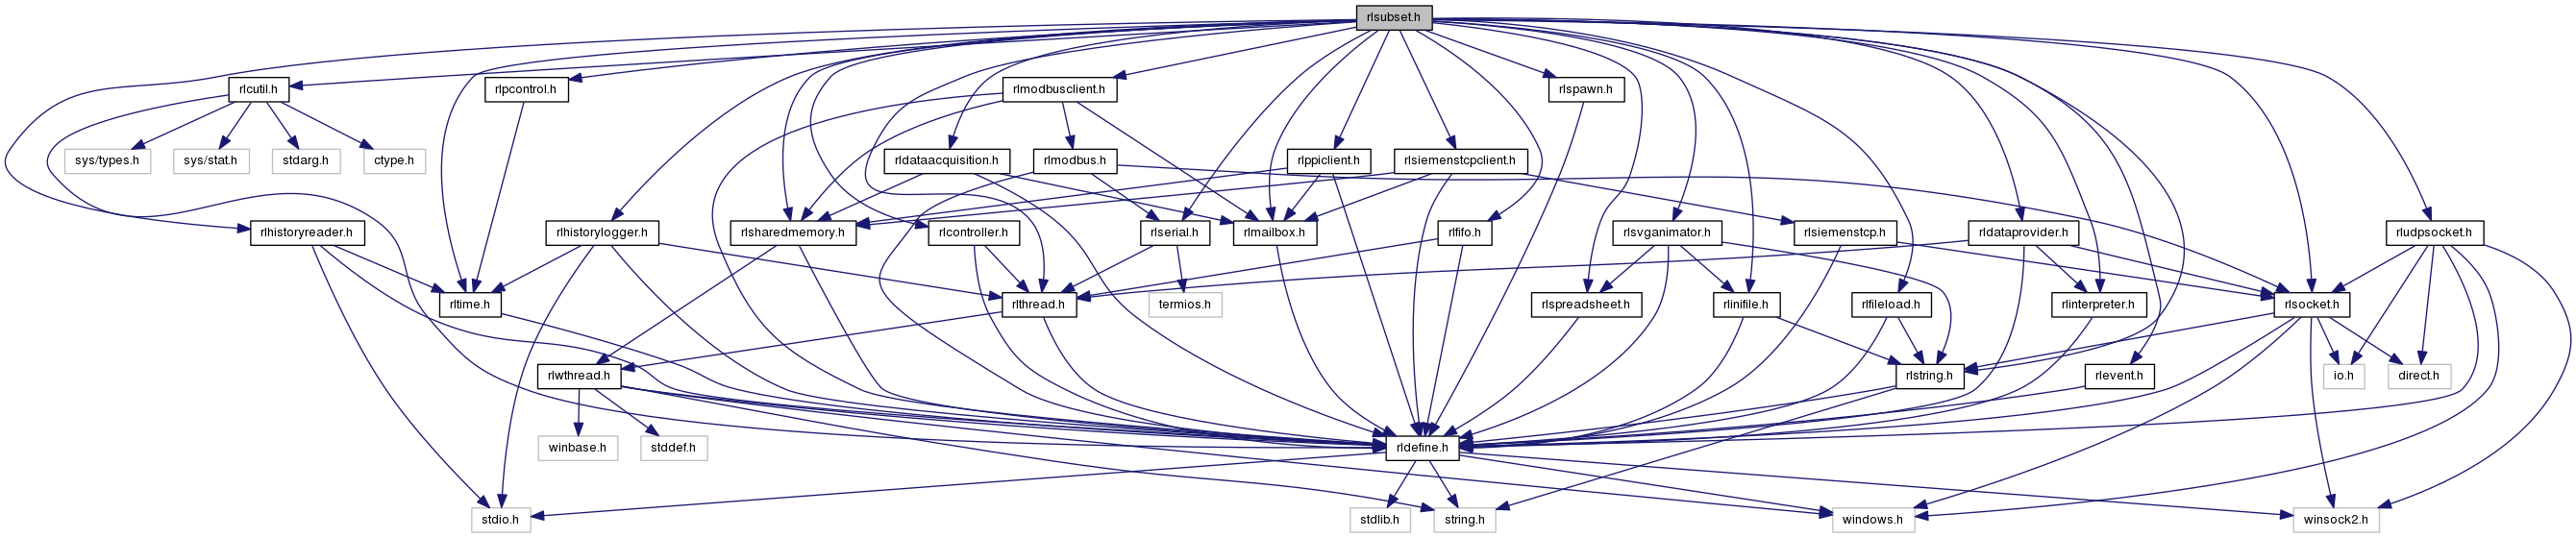 rlsubset.h
rlcutil.h
rlpcontrol.h
rlmodbusclient.h
rlspawn.h
sys/types.h
sys/stat.h
stdarg.h
ctype.h
rldataacquisition.h
rlmodbus.h
rlppiclient.h
rlsiemenstcpclient.h
rlhistoryreader.h
rlhistorylogger.h
rlsharedmemory.h
rlcontroller.h
rlserial.h
rlmailbox.h
rlfifo.h
rlsvganimator.h
rlsiemenstcp.h
rldataprovider.h
rludpsocket.h
rltime.h
rlthread.h
termios.h
rlspreadsheet.h
rlinifile.h
rlfileload.h
rlinterpreter.h
rlsocket.h
rlwthread.h
rlstring.h
rlevent.h
io.h
direct.h
winbase.h
stddef.h
rldefine.h
stdio.h
stdlib.h
string.h
windows.h
winsock2.h